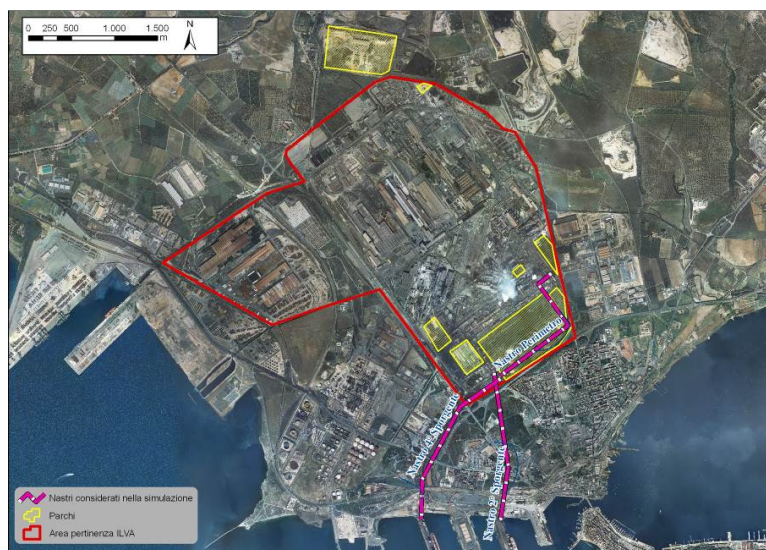 0 250 500 1.000 1.500
m
N
Nastro Perimetro
Nastro 4° Sporgente
Nastro 2° Sporgente
Nastri considerati nella simulazione
Parchi
Area pertinenza ILVA